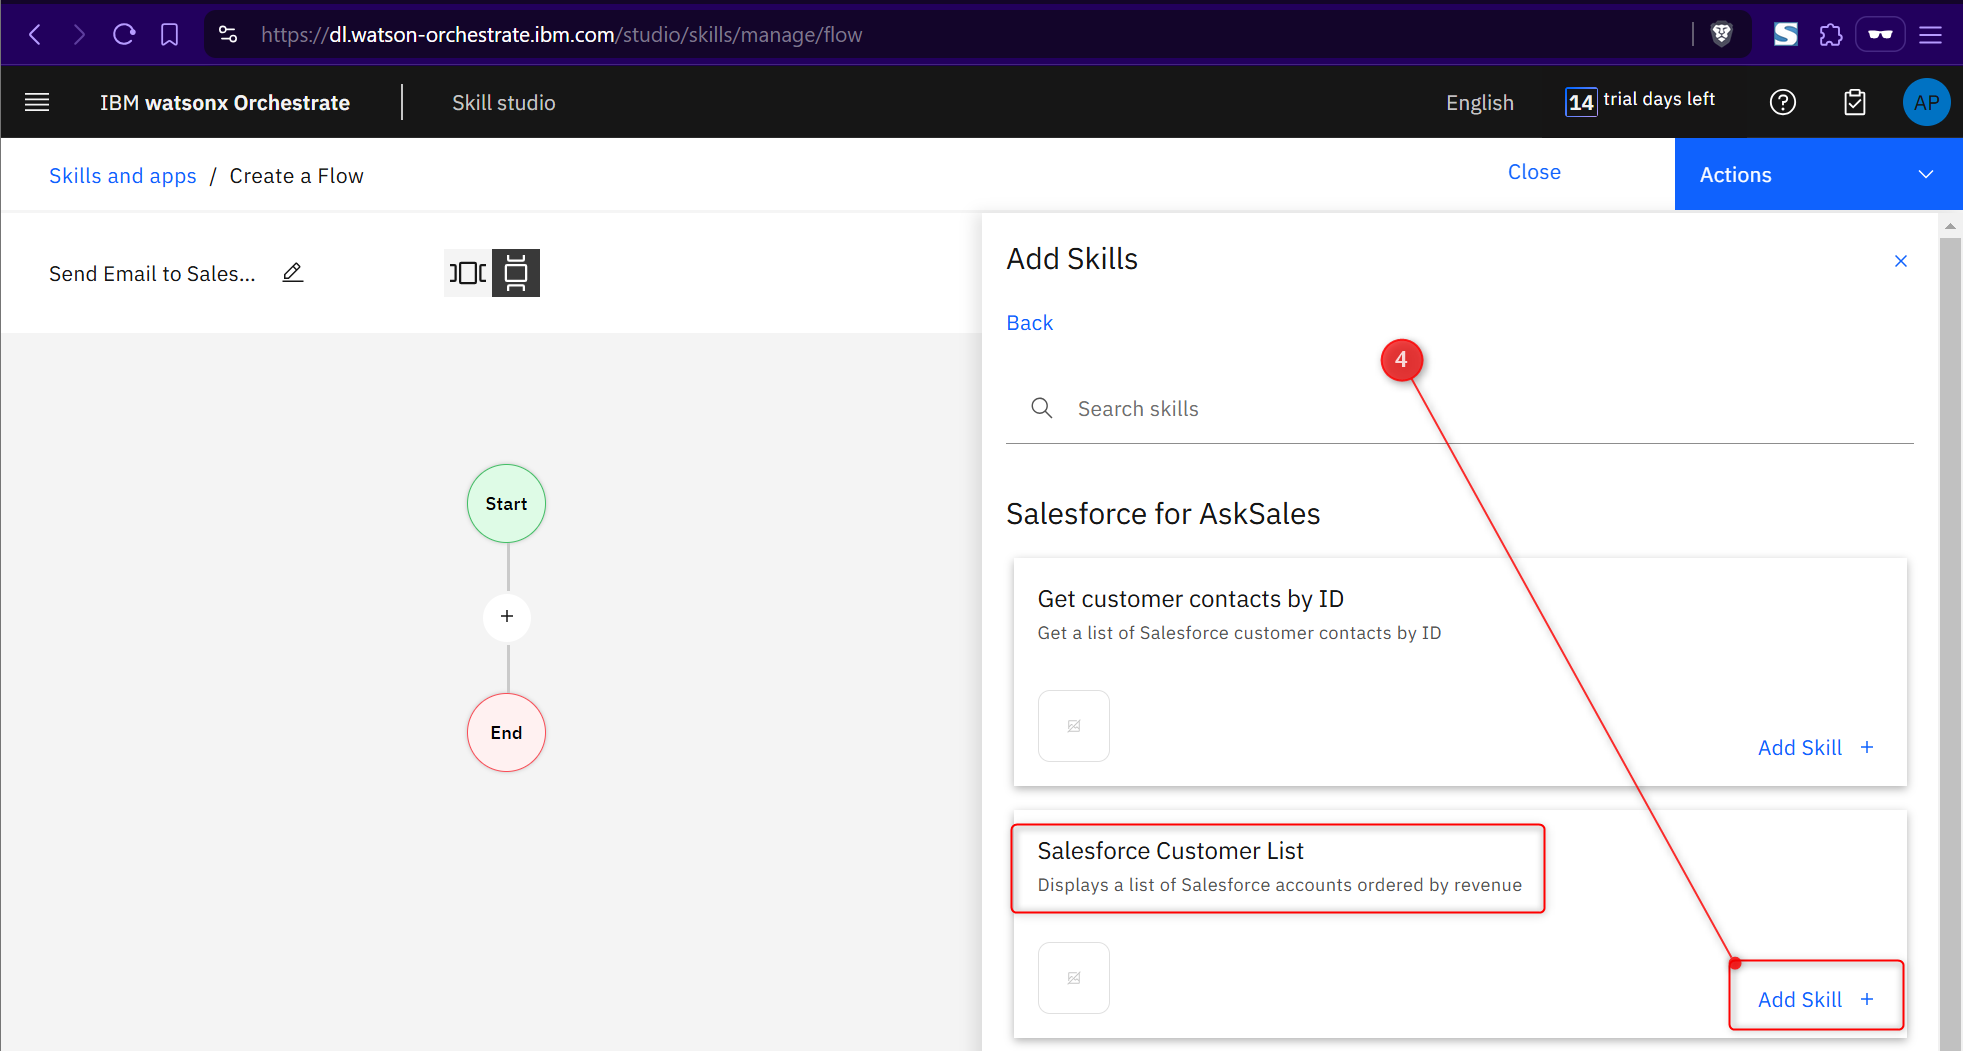 https://dl.watson-orchestrate.ibm.com/studio/skills/manage/flow
IBM watsonx Orchestrate
Skill studio
English
14 trial days left
AP
Skills and apps / Create a Flow
Close
Actions
Send Email to Sales...
Add Skills
Back
4
Search skills
Start
+
End
Salesforce for AskSales
Get customer contacts by ID
Get a list of Salesforce customer contacts by ID
Add Skill +
Salesforce Customer List
Displays a list of Salesforce accounts ordered by revenue
Add Skill +